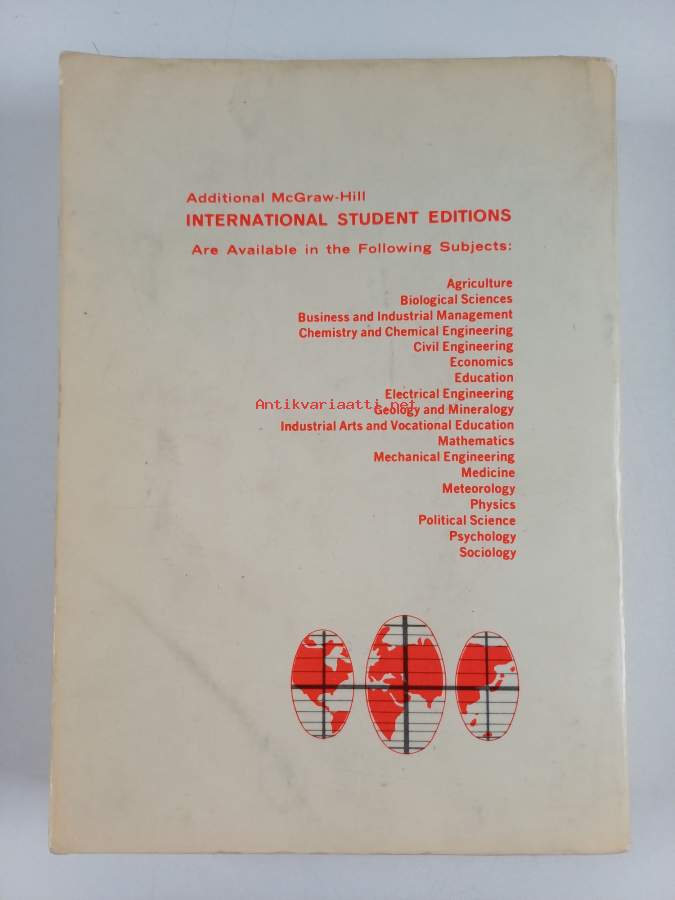 Additional McGraw-Hill
INTERNATIONAL STUDENT EDITIONS
Are Available in the Following Subjects:
Agriculture
Biological Sciences
Business and Industrial Management
Chemistry and Chemical Engineering
Civil Engineering
Economics
Education
Electrical Engineering
Antikvariaatti.net
Geology and Mineralogy
Industrial Arts and Vocational Education
Mathematics
Mechanical Engineering
Medicine
Meteorology
Physics
Political Science
Psychology
Sociology